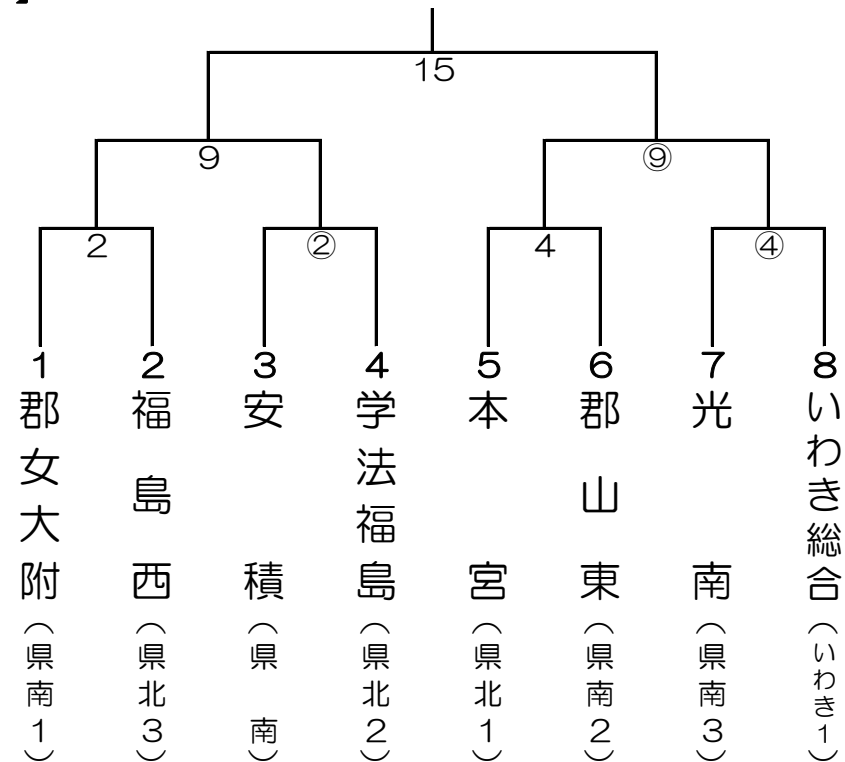 15
9
⑨
2
②
4
④
1
郡女大附
（県南1）
2
福島西
（県北3）
3
安積
（県南）
4
学法福島
（県北2）
5
本宮
（県北1）
6
郡山東
（県南2）
7
光南
（県南3）
8
いわき総合
（いわき1）